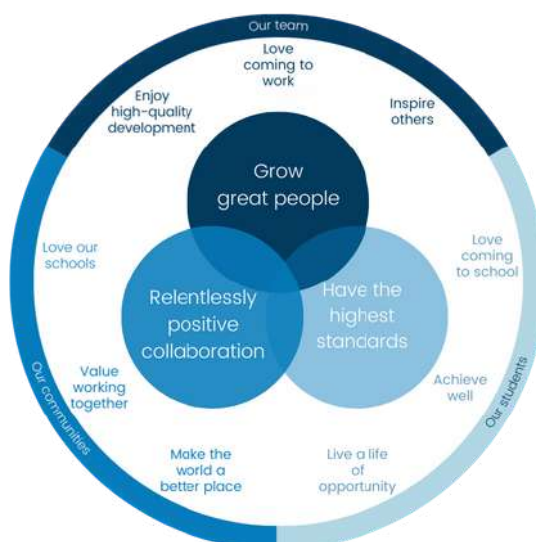 Our team
Love
coming to
work
Enjoy
high-quality
development
Inspire
others
Grow
great people
Love our
schools
Love
coming
to school
Relentlessly
positive
collaboration
Have the
highest
standards
Value
working
together
Achieve
well
Our communities
Our students
Make the
world a
better place
Live a life
of
opportunity